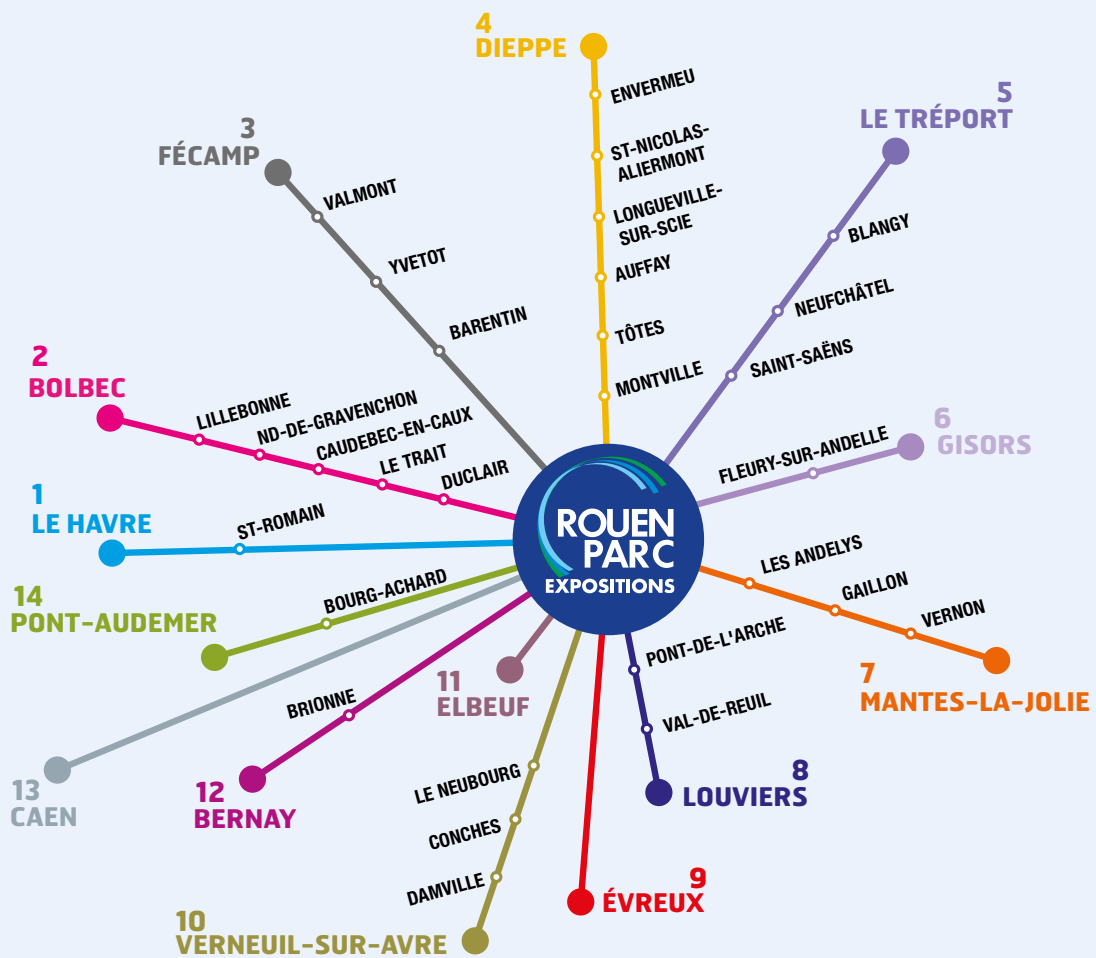 4
DIEPPE
ENVERMEU
ST-NICOLAS-
ALIERMONT
LONGUEVILLE-
SUR-SCIE
AUFFAY
TÔTES
MONTVILLE
5
LE TRÉPORT
BLANGY
NEUFCHÂTEL
SAINT-SAËNS
3
FÉCAMP
VALMONT
YVETOT
BARENTIN
2
BOLBEC
LILLEBONNE
ND-DE-GRAVENCHON
CAUDEBEC-EN-CAUX
LE TRAIT
DUCLAIR
6
GISORS
FLEURY-SUR-ANDELLE
1
LE HAVRE
ST-ROMAIN
ROUEN
PARC
EXPOSITIONS
14
PONT-AUDEMER
BOURG-ACHARD
LES ANDELYS
GAILLON
VERNON
7
MANTES-LA-JOLIE
13
CAEN
12
BERNAY
BRIONNE
11
ELBEUF
PONT-DE-L'ARCHE
VAL-DE-REUIL
8
LOUVIERS
LE NEUBOURG
CONCHES
DAMVILLE
10
VERNEUIL-SUR-AVRE
9
ÉVREUX